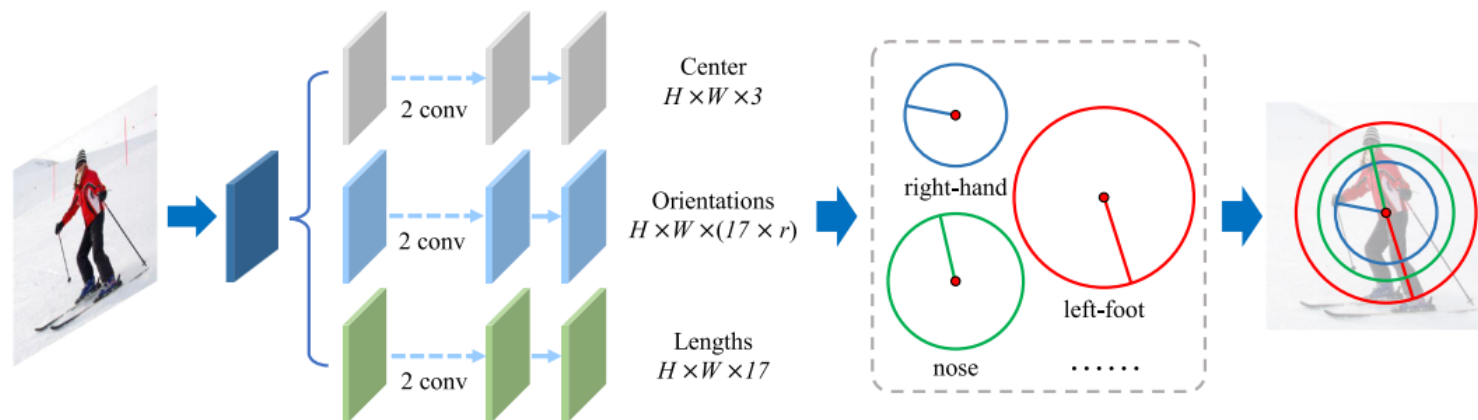 Center
H×W×3
2 conv
Orientations
H×W×(17 × r)
2 conv
Lengths
H×W×17
2 conv
right-hand
left-foot
nose
······